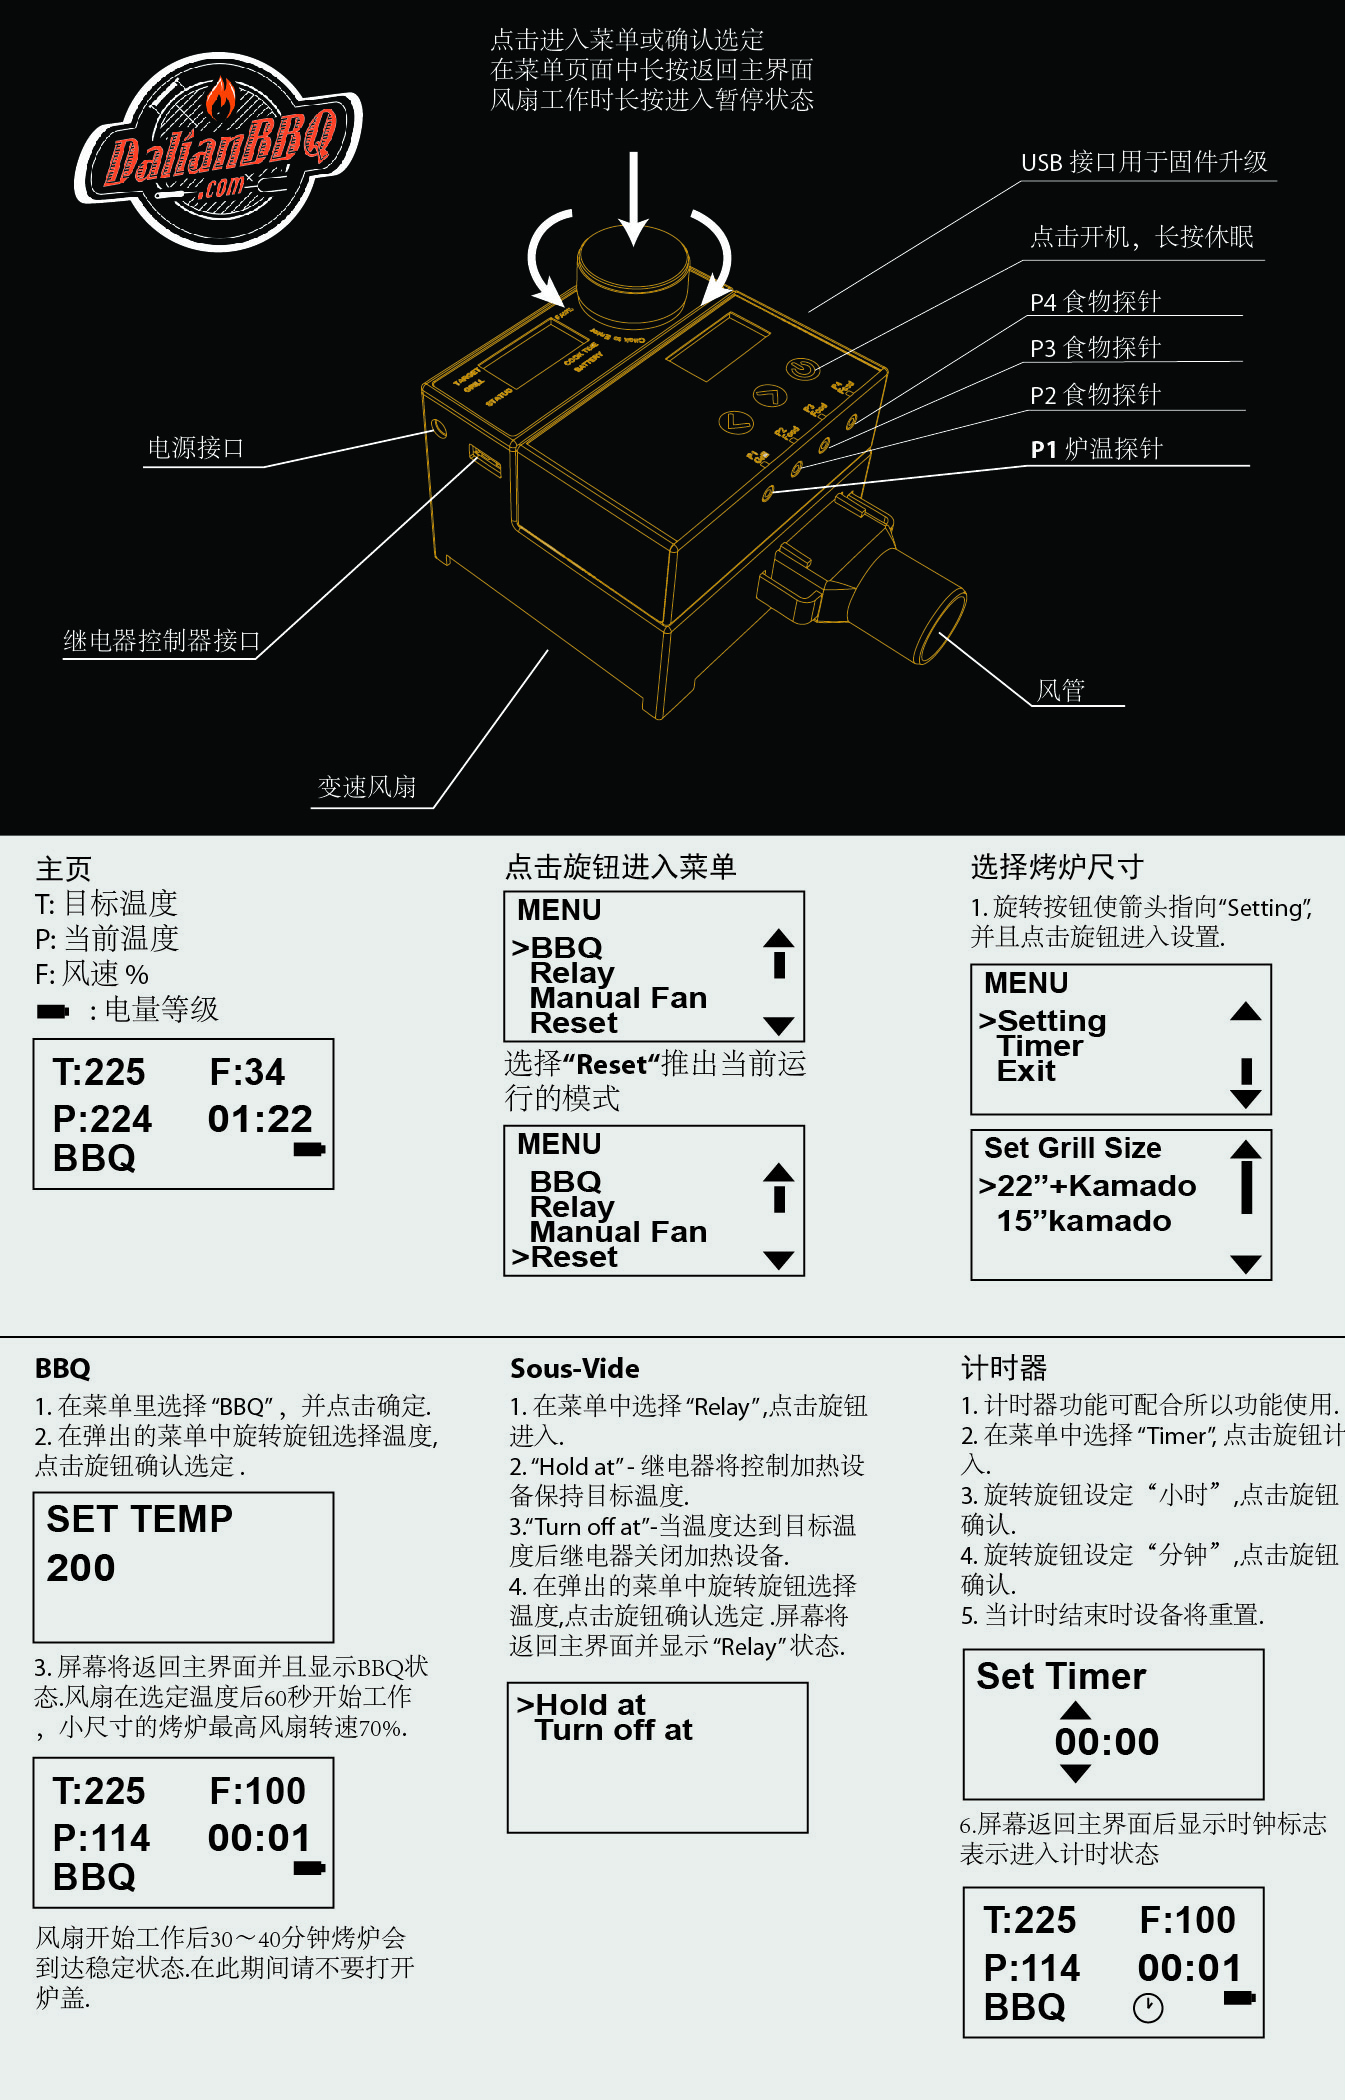 点击进入菜单或确认选定
在菜单页面中长按返回主界面
风扇工作时长按进入暂停状态
DalianBBQ
.com
USB 接口用于固件升级
点击开机，长按休眠
P4 食物探针
P3 食物探针
P2 食物探针
P1 炉温探针
电源接口
继电器控制器接口
风管
变速风扇
TARGET
GRILL
STATUS
COOK TIME
BATTERY
Click to Enter
主页
T: 目标温度
P: 当前温度
F: 风速 %
: 电量等级
T:225 F:34
P:224 01:22
BBQ
点击旋钮进入菜单
MENU
>BBQ
Relay
Manual Fan
Reset
选择“Reset“推出当前运
行的模式
MENU
BBQ
Relay
Manual Fan
>Reset
选择烤炉尺寸
1. 旋转按钮使箭头指向“Setting”,
并且点击旋钮进入设置.
MENU
>Setting
Timer
Exit
Set Grill Size
>22”+Kamado
15”kamado
BBQ
1. 在菜单里选择 “BBQ” ，并点击确定.
2. 在弹出的菜单中旋转旋钮选择温度,
点击旋钮确认选定 .
SET TEMP
200
3. 屏幕将返回主界面并且显示BBQ状
态.风扇在选定温度后60秒开始工作
，小尺寸的烤炉最高风扇转速70%.
T:225 F:100
P:114 00:01
BBQ
风扇开始工作后30～40分钟烤炉会
到达稳定状态.在此期间请不要打开
炉盖.
Sous-Vide
1. 在菜单中选择 “Relay” ,点击旋钮
进入.
2. “Hold at” - 继电器将控制加热设
备保持目标温度.
3.“Turn off at”-当温度达到目标温
度后继电器关闭加热设备.
4. 在弹出的菜单中旋转旋钮选择
温度,点击旋钮确认选定 .屏幕将
返回主界面并显示 “Relay” 状态.
>Hold at
Turn off at
计时器
1. 计时器功能可配合所以功能使用.
2. 在菜单中选择 “Timer”, 点击旋钮计
入.
3. 旋转旋钮设定“小时”,点击旋钮
确认.
4. 旋转旋钮设定“分钟”,点击旋钮
确认.
5. 当计时结束时设备将重置.
Set Timer
00:00
6.屏幕返回主界面后显示时钟标志
表示进入计时状态
T:225 F:100
P:114 00:01
BBQ